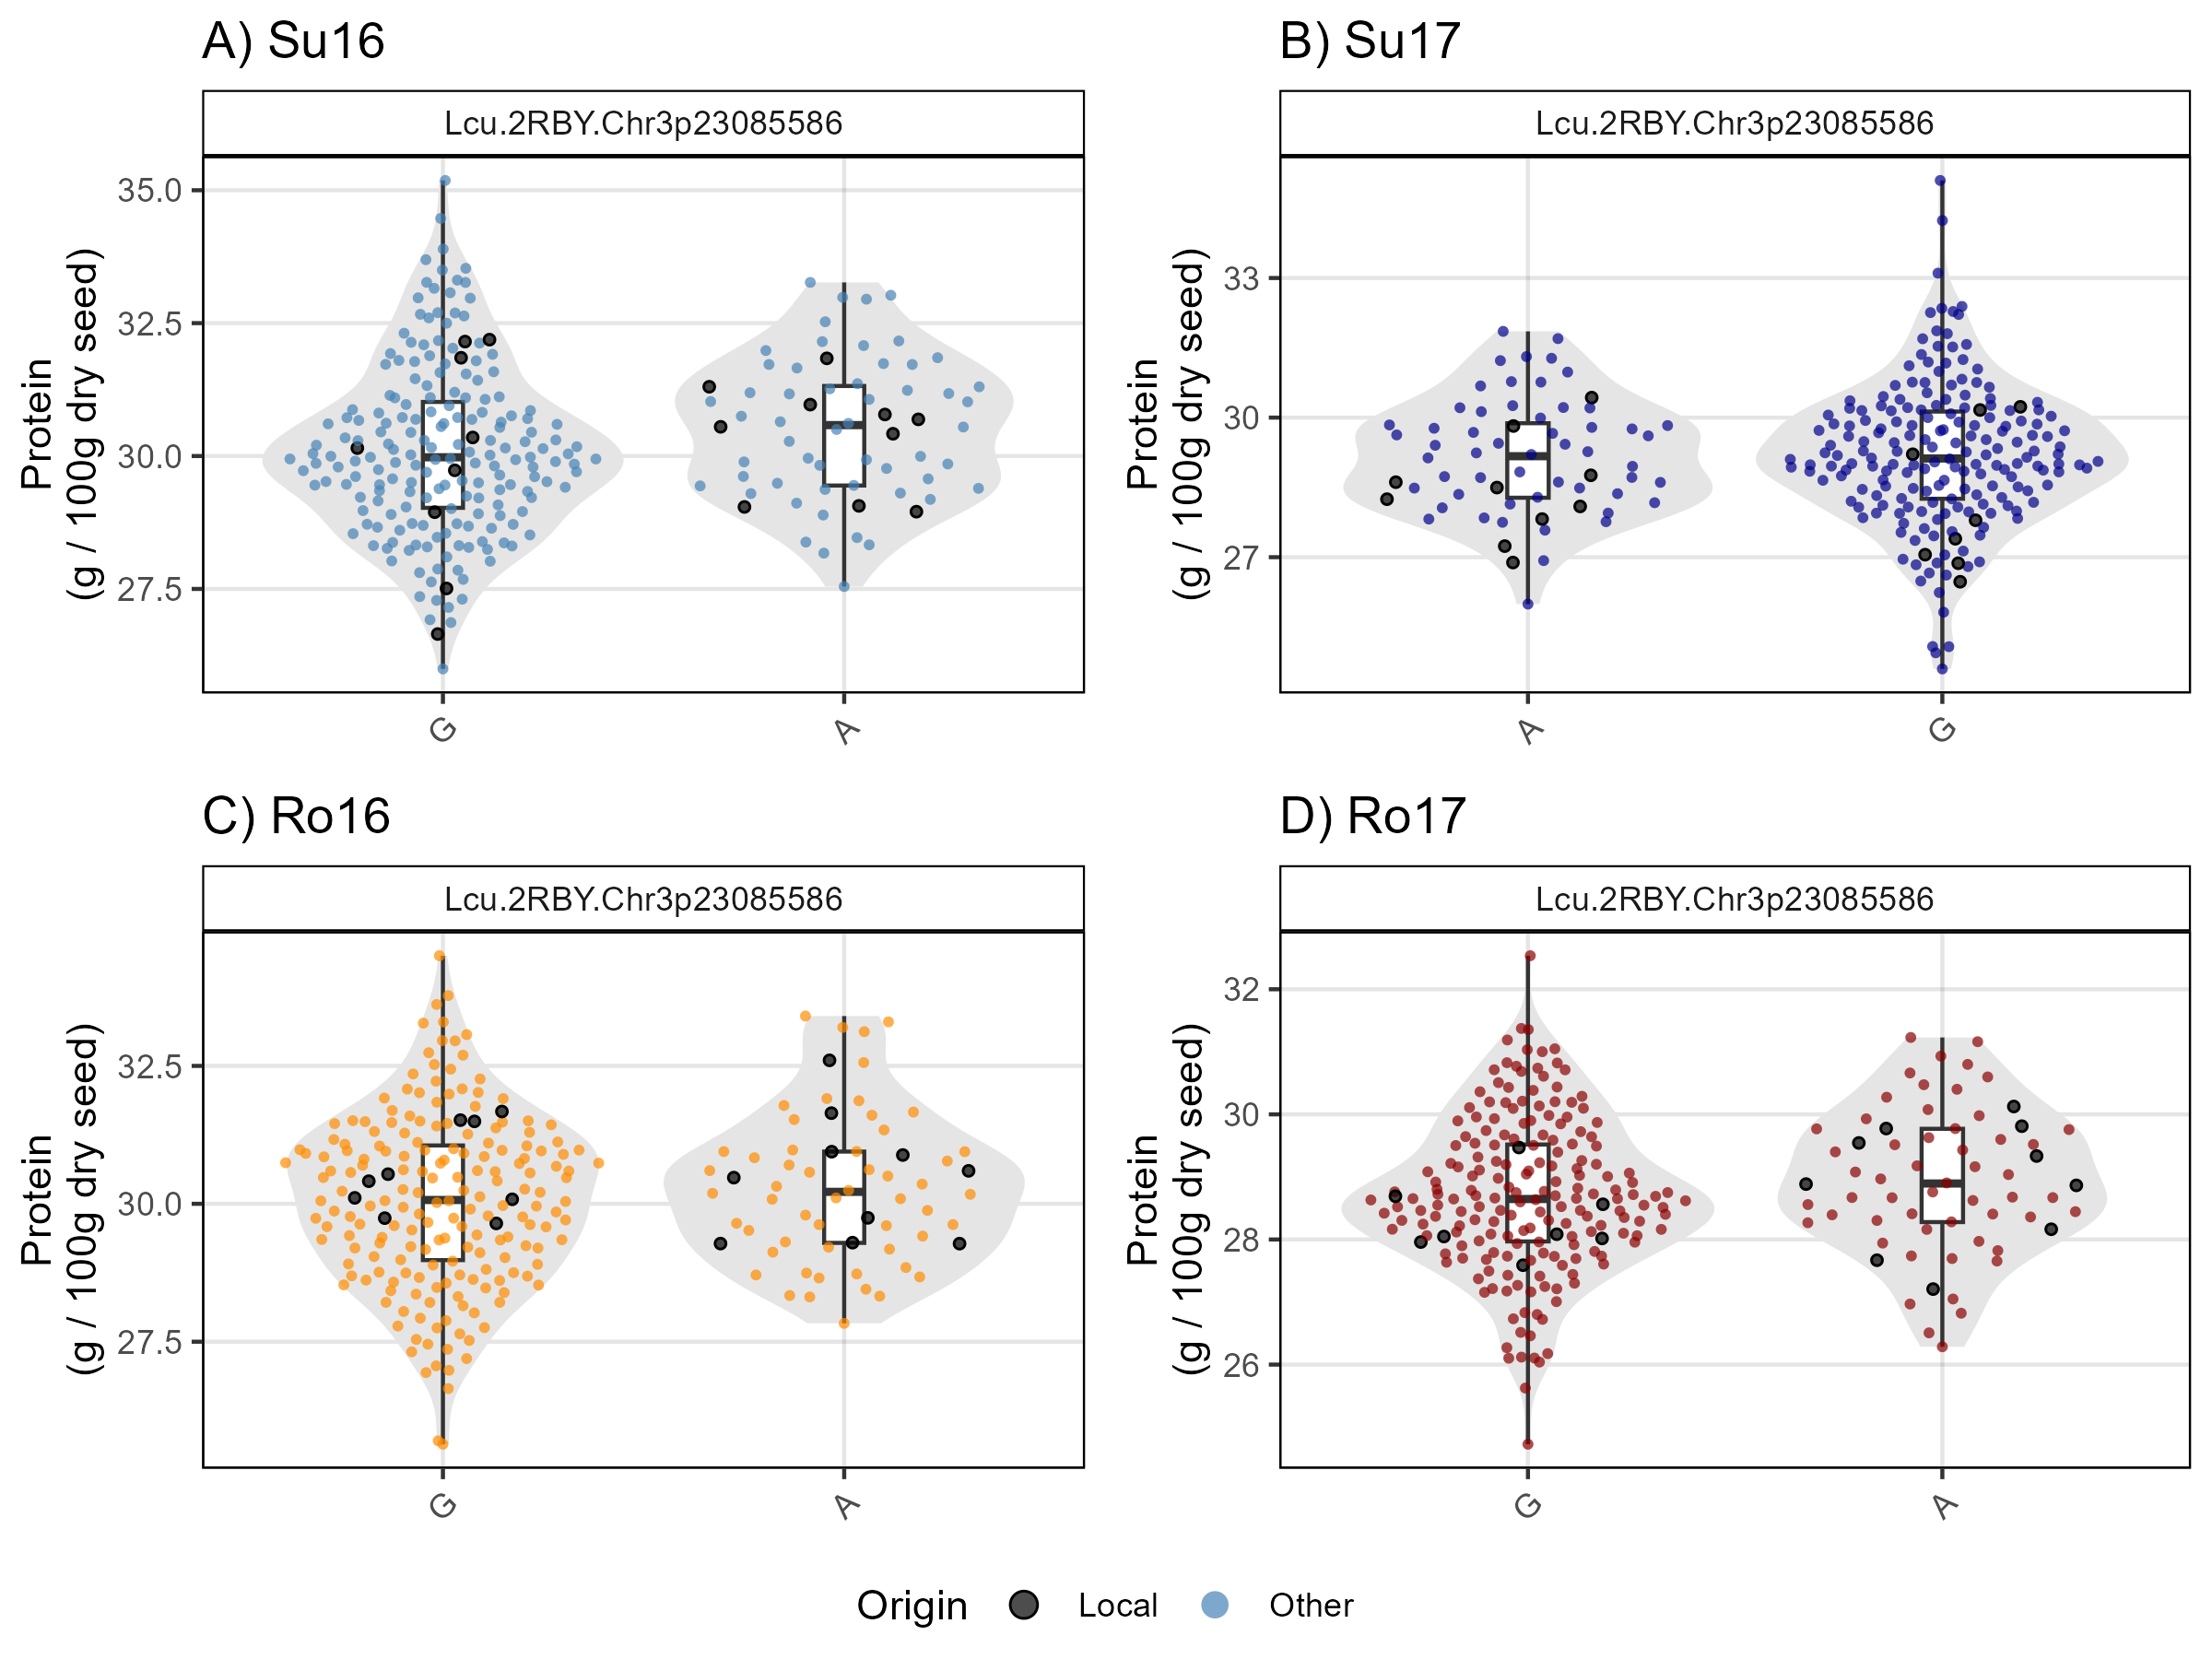 A) Su16
Lcu.2RBY.Chr3p23085586
Protein
(g / 100g dry seed)
35.0
32.5
30.0
27.5
G
A
B) Su17
Lcu.2RBY.Chr3p23085586
Protein
(g / 100g dry seed)
33
30
27
A
G
C) Ro16
Lcu.2RBY.Chr3p23085586
Protein
(g / 100g dry seed)
32.5
30.0
27.5
G
A
D) Ro17
Lcu.2RBY.Chr3p23085586
Protein
(g / 100g dry seed)
32
30
28
26
G
A
Origin Local Other